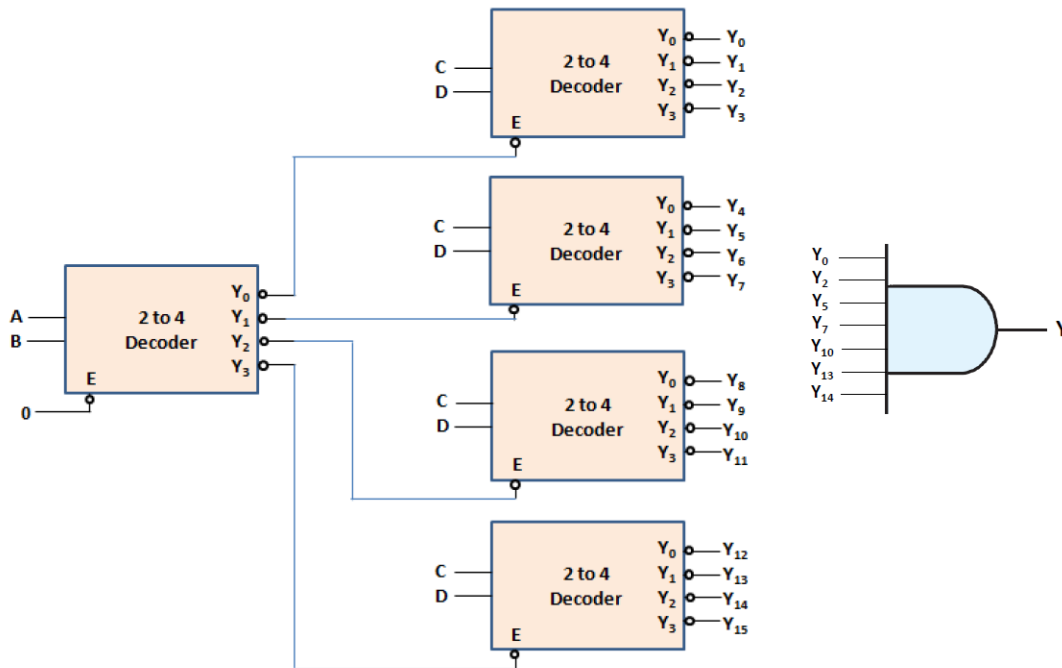 Y₀ Y₀
C 2 to 4 Y₁ Y₁
D Decoder Y₂ Y₂
Y₃ Y₃
E
Y₀ Y₄
C 2 to 4 Y₁ Y₅
D Decoder Y₂ Y₆
Y₃ Y₇
E
Y₀
A 2 to 4 Y₁
B Decoder Y₂
Y₃
E
0
Y₀ Y₈
C 2 to 4 Y₁ Y₉
D Decoder Y₂ Y₁₀
Y₃ Y₁₁
E
Y₀ Y₁₂
C 2 to 4 Y₁ Y₁₃
D Decoder Y₂ Y₁₄
Y₃ Y₁₅
E
Y₀
Y₂
Y₅
Y₇
Y₁₀
Y₁₃
Y₁₄
Y